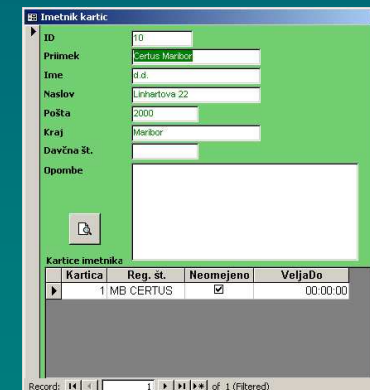 Imetnik kartic
ID 10
Priimek Certus Maribor
Ime d.d.
Naslov Linhartova 22
Pošta 2000
Kraj Maribor
Davčna št.
Opombe
Kartice imetnika
Kartica Reg. št. Neomejeno VeljaDo
1 MB CERTUS 00:00:00
Record: 1 of 1 (Filtered)